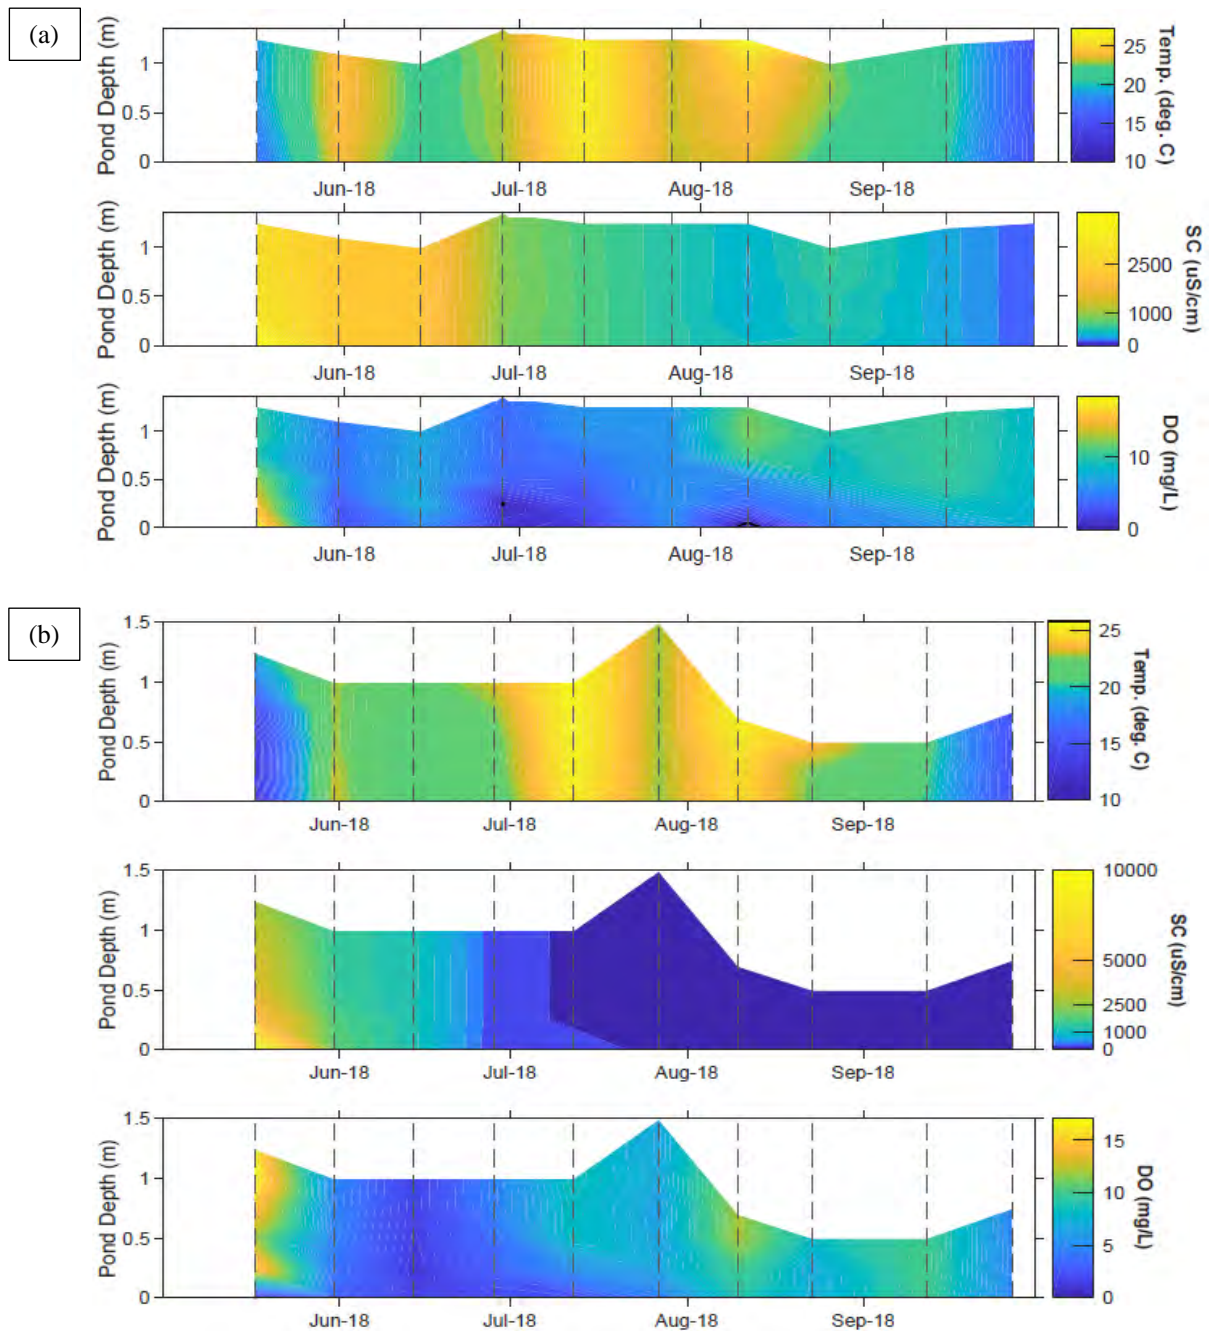 (a)
Pond Depth (m)
1
0.5
0
Jun-18 Jul-18 Aug-18 Sep-18
25
20
15
10
Temp. (deg. C)
Pond Depth (m)
1
0.5
0
Jun-18 Jul-18 Aug-18 Sep-18
2500
1000
0
SC (uS/cm)
Pond Depth (m)
1
0.5
0
Jun-18 Jul-18 Aug-18 Sep-18
10
0
DO (mg/L)
(b)
Pond Depth (m)
1.5
1
0.5
0
Jun-18 Jul-18 Aug-18 Sep-18
25
20
15
10
Temp. (deg. C)
Pond Depth (m)
1.5
1
0.5
0
Jun-18 Jul-18 Aug-18 Sep-18
10000
5000
2500
1000
0
SC (uS/cm)
Pond Depth (m)
1.5
1
0.5
0
Jun-18 Jul-18 Aug-18 Sep-18
15
10
5
0
DO (mg/L)